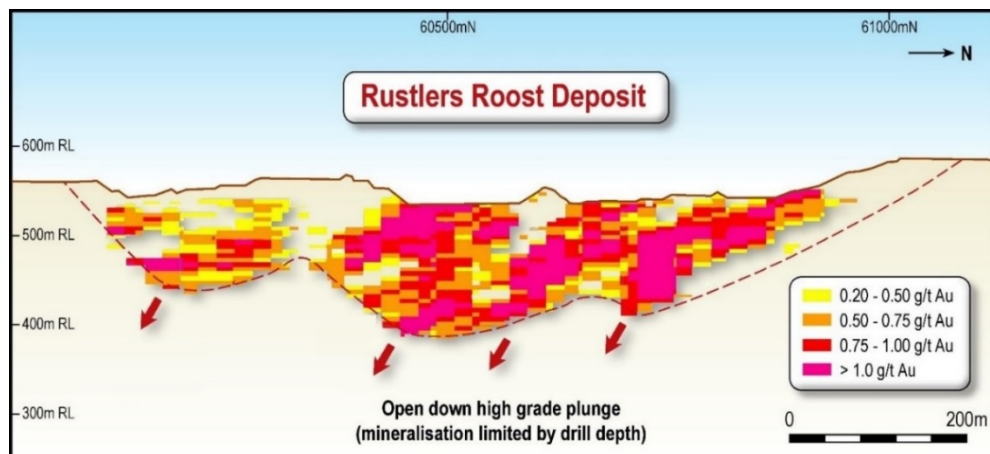 60500mN
61000mN
N
Rustlers Roost Deposit
600m RL
500m RL
400m RL
300m RL
0.20 - 0.50 g/t Au
0.50 - 0.75 g/t Au
0.75 - 1.00 g/t Au
> 1.0 g/t Au
Open down high grade plunge
(mineralisation limited by drill depth)
0
200m